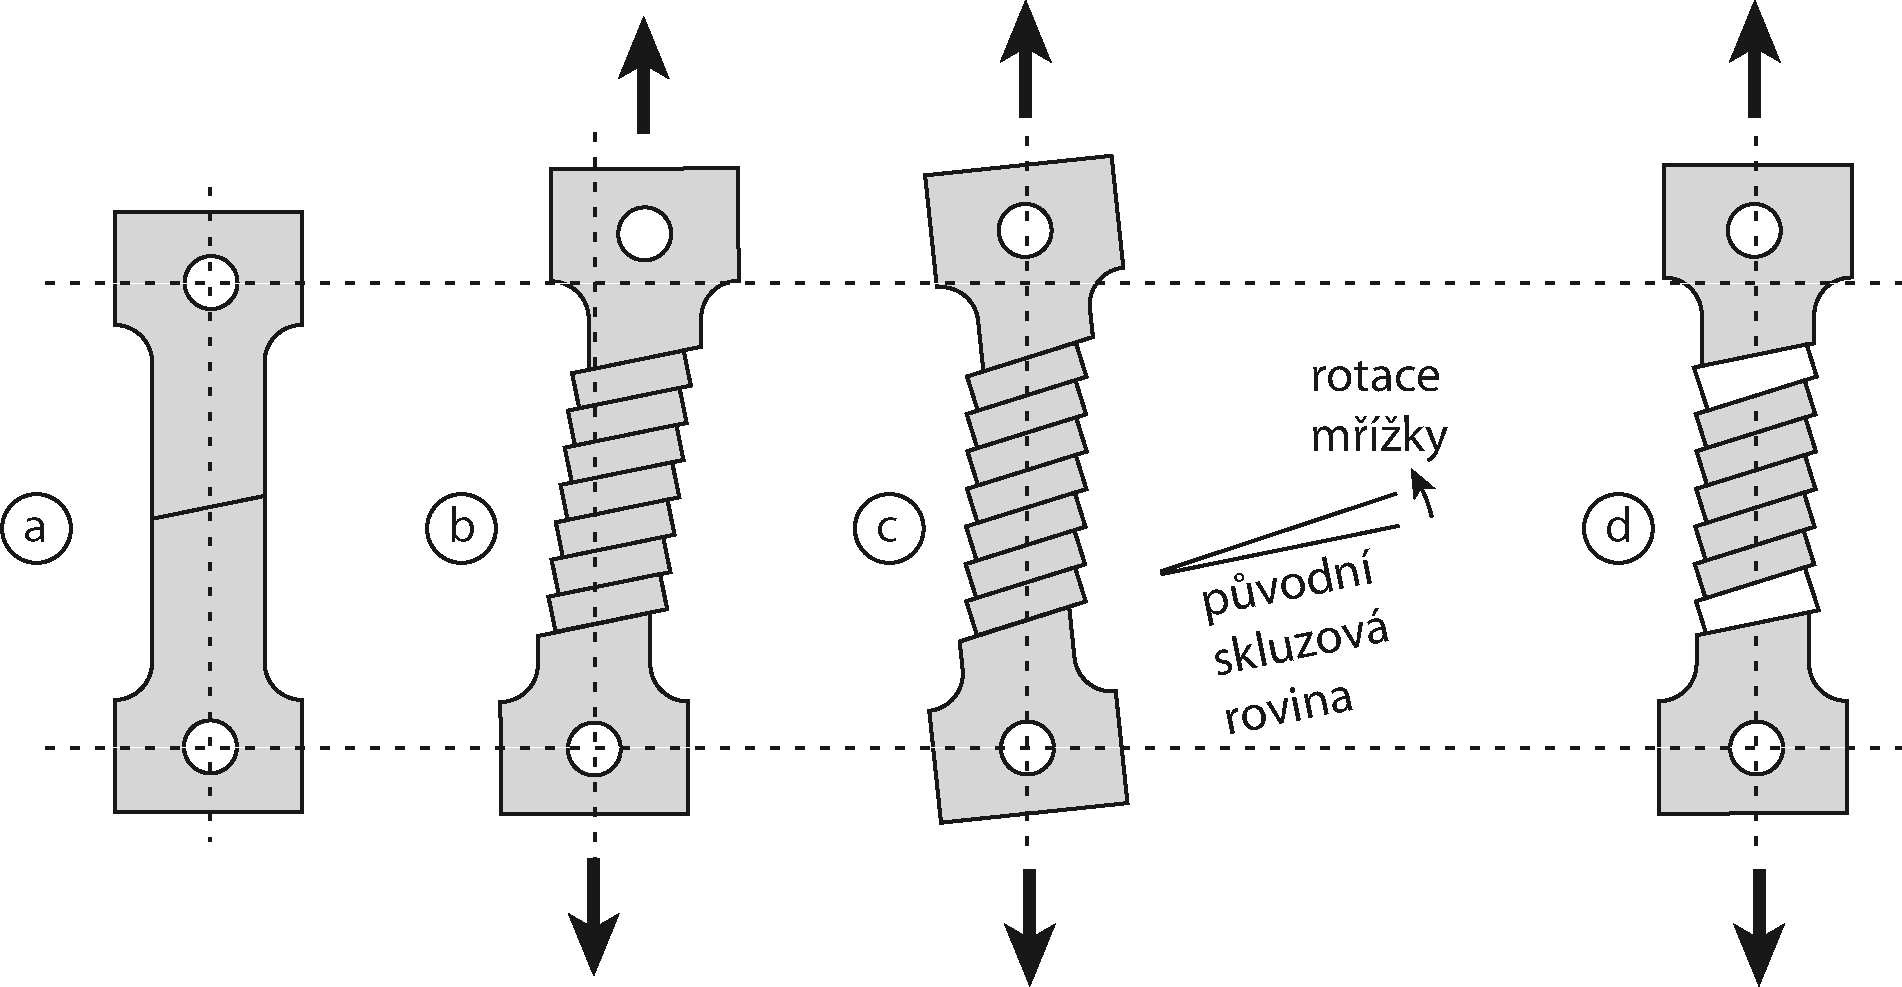 a
b
c
rotace
mřížky
původní
skluzová
rovina
d